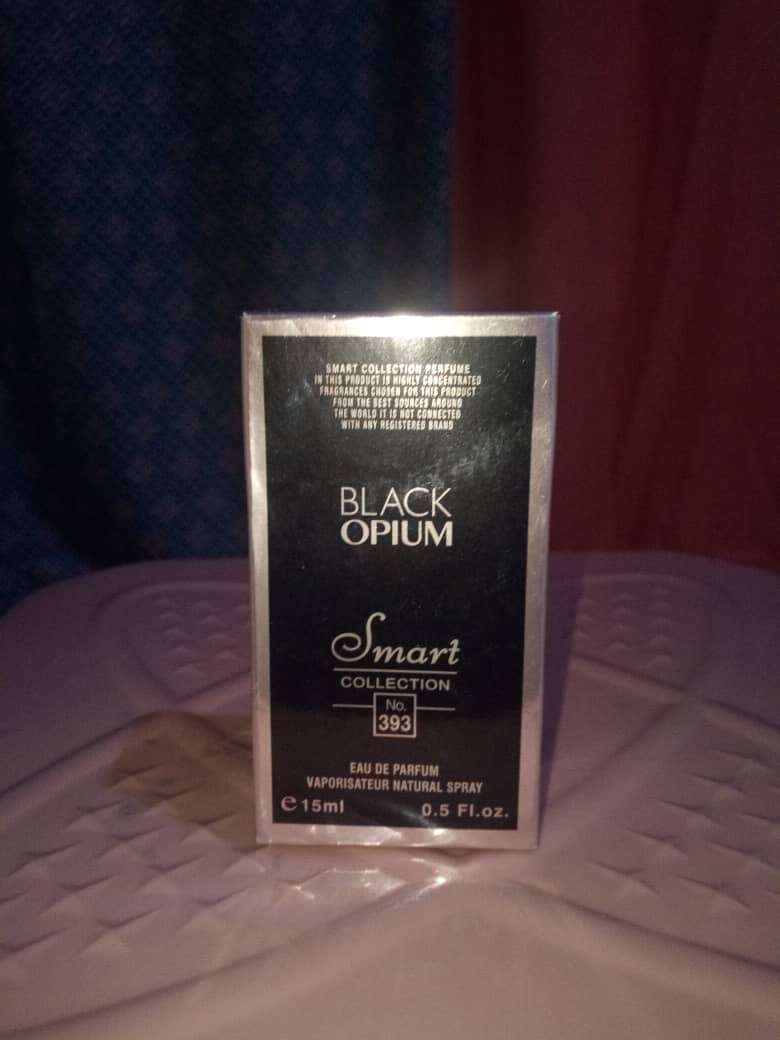 SMART COLLECTION PERFUME
IN THIS PRODUCT IS HIGHLY CONCENTRATED
FRAGRANCES CHOSEN FOR THIS PRODUCT
FROM THE BEST SOUNCES AROUND
THE WORLD IT IS NOT CONNECTED
WITH ANY REGISTERED BRAND
BLACK
OPIUM
Smart
COLLECTION
No.
393
EAU DE PARFUM
VAPORISATEUR NATURAL SPRAY
e 15ml 0.5 Fl.oz.